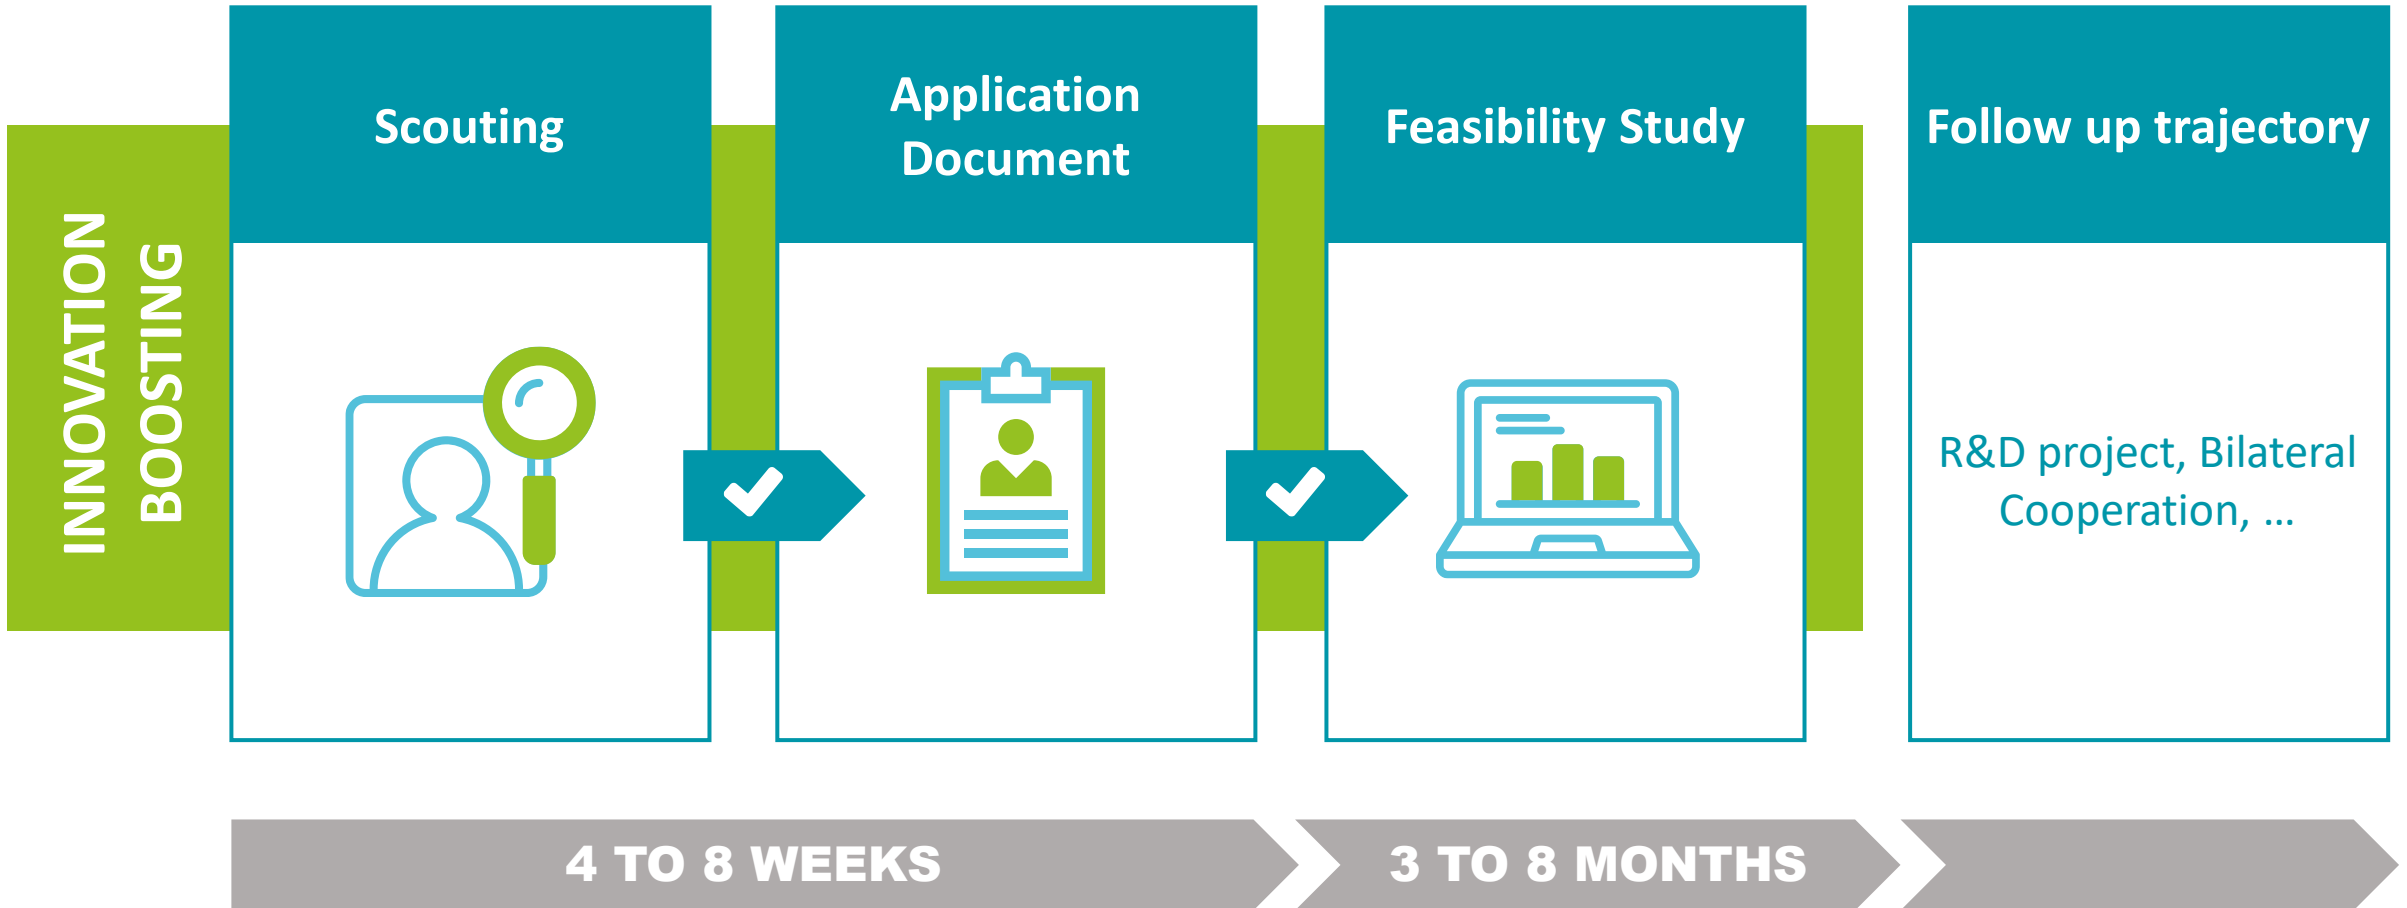 INNOVATION
BOOSTING
Scouting
Application
Document
Feasibility Study
Follow up trajectory
R&D project, Bilateral
Cooperation, ...
4 TO 8 WEEKS
3 TO 8 MONTHS